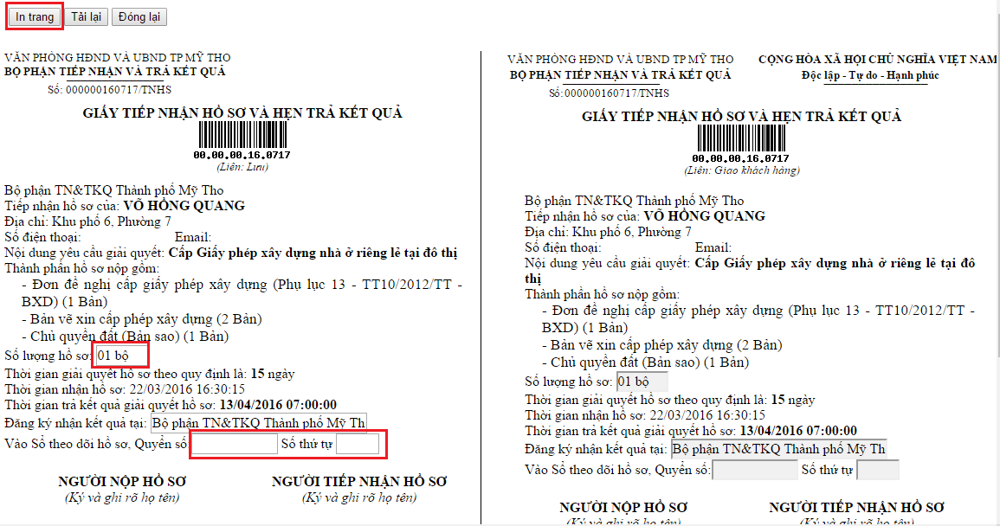 In trang Tải lại Đóng lại
VĂN PHÒNG HĐND VÀ UBND TP MỸ THO
BỘ PHẬN TIẾP NHẬN VÀ TRẢ KẾT QUẢ
Số: 000000160717/TNHS
GIẤY TIẾP NHẬN HỒ SƠ VÀ HẸN TRẢ KẾT QUẢ
00.00.00.16.0717
(Liên: Lưu)
Bộ phận TN&TKQ Thành phố Mỹ Tho
Tiếp nhận hồ sơ của: VÕ HỒNG QUANG
Địa chỉ: Khu phố 6, Phường 7
Số điện thoại: Email:
Nội dung yêu cầu giải quyết: Cấp Giấy phép xây dựng nhà ở riêng lẻ tại đô thị
Thành phần hồ sơ nộp gồm:
- Đơn đề nghị cấp giấy phép xây dựng (Phụ lục 13 - TT10/2012/TT -
BXD) (1 Bản)
- Bản vẽ xin cấp phép xây dựng (2 Bản)
- Chủ quyền đất (Bản sao) (1 Bản)
Số lượng hồ sơ: 01 bộ
Thời gian giải quyết hồ sơ theo quy định là: 15 ngày
Thời gian nhận hồ sơ: 22/03/2016 16:30:15
Thời gian trả kết quả giải quyết hồ sơ: 13/04/2016 07:00:00
Đăng ký nhận kết quả tại: Bộ phận TN&TKQ Thành phố Mỹ Th
Vào Sổ theo dõi hồ sơ, Quyển số Số thứ tự
NGƯỜI NỘP HỒ SƠ NGƯỜI TIẾP NHẬN HỒ SƠ
(Ký và ghi rõ họ tên) (Ký và ghi rõ họ tên)
VĂN PHÒNG HĐND VÀ UBND TP MỸ THO CỘNG HÒA XÃ HỘI CHỦ NGHĨA VIỆT NAM
BỘ PHẬN TIẾP NHẬN VÀ TRẢ KẾT QUẢ Độc lập - Tự do - Hạnh phúc
Số:000000160717/TNHS
GIẤY TIẾP NHẬN HỒ SƠ VÀ HẸN TRẢ KẾT QUẢ
00.00.00.16.0717
(Liên: Giao khách hàng)
Bộ phận TN&TKQ Thành phố Mỹ Tho
Tiếp nhận hồ sơ của: VÕ HỒNG QUANG
Địa chỉ: Khu phố 6, Phường 7
Số điện thoại: Email:
Nội dung yêu cầu giải quyết: Cấp Giấy phép xây dựng nhà ở riêng lẻ tại đô
thị
Thành phần hồ sơ nộp gồm:
- Đơn đề nghị cấp giấy phép xây dựng (Phụ lục 13 - TT10/2012/TT -
BXD) (1 Bản)
- Bản vẽ xin cấp phép xây dựng (2 Bản)
- Chủ quyền đất (Bản sao) (1 Bản)
Số lượng hồ sơ: 01 bộ
Thời gian giải quyết hồ sơ theo quy định là: 15 ngày
Thời gian nhận hồ sơ: 22/03/2016 16:30:15
Thời gian trả kết quả giải quyết hồ sơ: 13/04/2016 07:00:00
Đăng ký nhận kết quả tại: Bộ phận TN&TKQ Thành phố Mỹ Th
Vào Sổ theo dõi hồ sơ, Quyển số: Số thứ tự
NGƯỜI NỘP HỒ SƠ NGƯỜI TIẾP NHẬN HỒ SƠ
(Ký và ghi rõ họ tên) (Ký và ghi rõ họ tên)